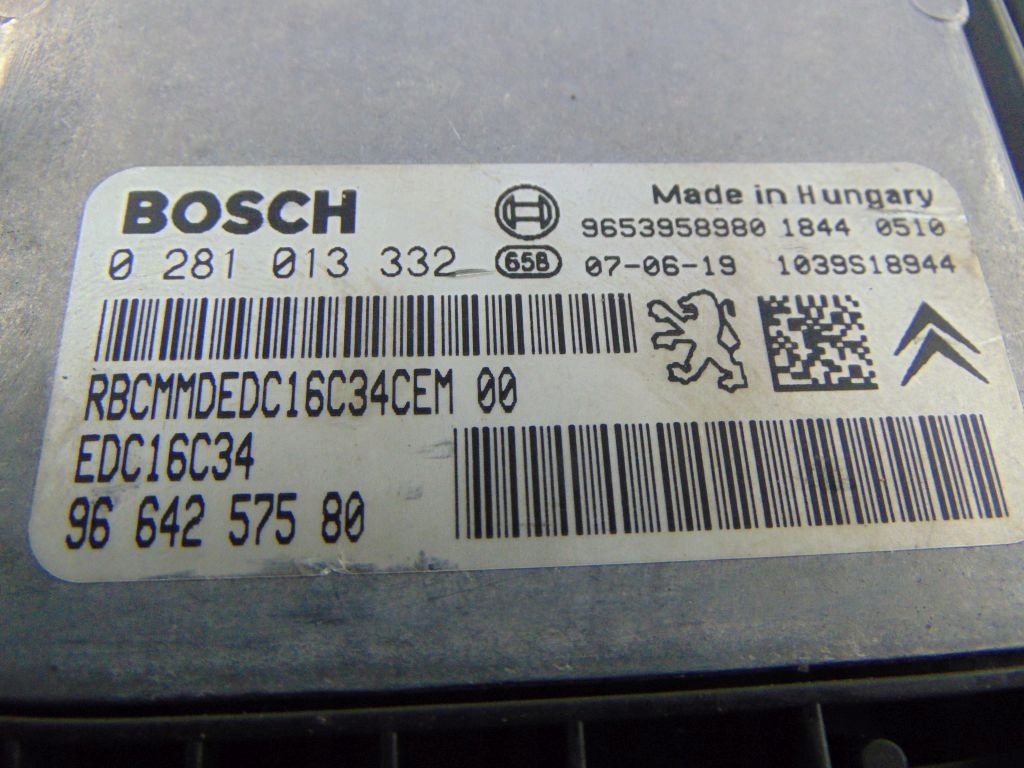 BOSCH
Made in Hungary
9653958980 1844 0510
0 281 013 332 658 07-06-19 1039S18944
RBCMMDEDC16C34CEM 00
EDC16C34
96 642 575 80